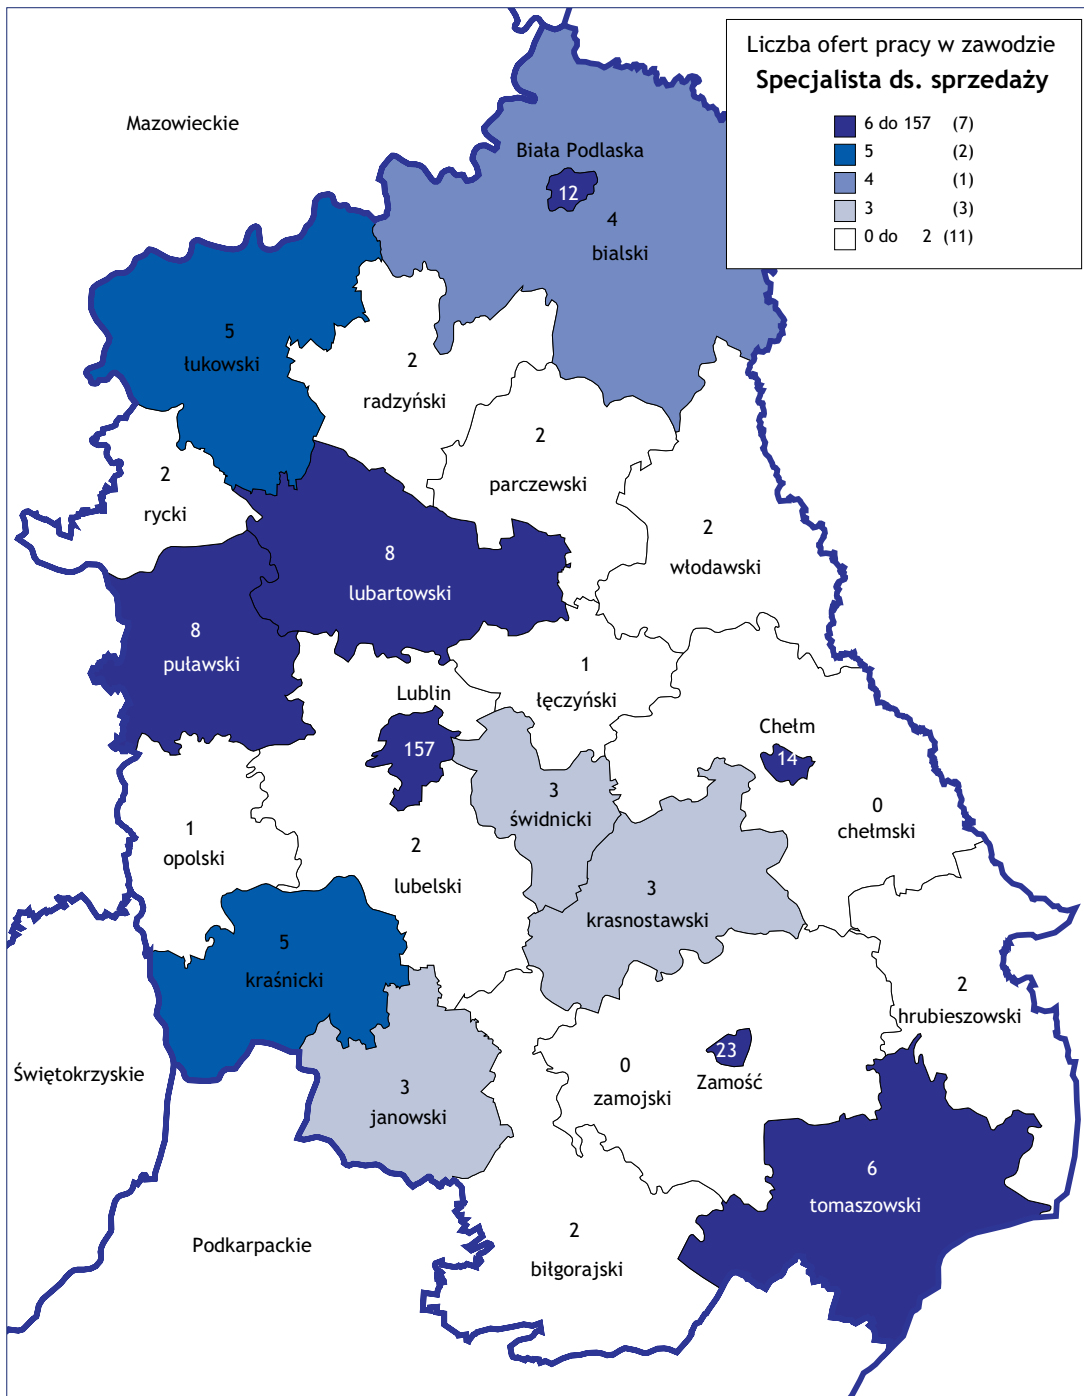 Liczba ofert pracy w zawodzie
Specjalista ds. sprzedaży
6 do 157 (7)
5 (2)
4 (1)
3 (3)
0 do 2 (11)
Mazowieckie
Biała Podlaska
12
4
bialski
5
łukowski
2
radzyński
2
parczewski
2
rycki
2
włodawski
8
lubartowski
8
puławski
1
łęczyński
Lublin
157
Chełm
14
3
świdnicki
0
chełmski
1
opolski
2
lubelski
3
krasnostawski
5
kraśnicki
2
hrubieszowski
23
Zamość
0
zamojski
Świętokrzyskie
3
janowski
6
tomaszowski
2
biłgorajski
Podkarpackie